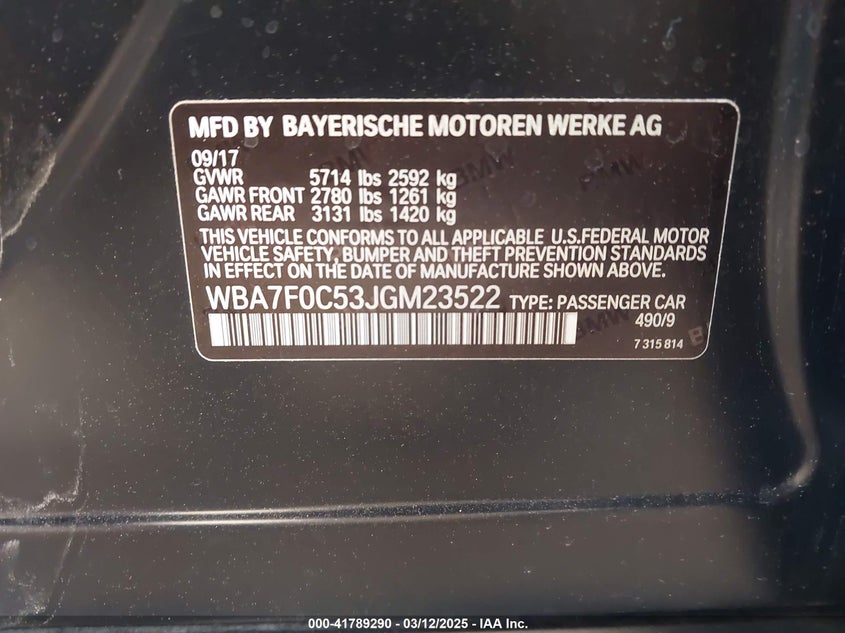 MFD BY BAYERISCHE MOTOREN WERKE AG
09/17
GVWR 5714 lbs 2592 kg
GAWR FRONT 2780 lbs 1261 kg
GAWR REAR 3131 lbs 1420 kg
THIS VEHICLE CONFORMS TO ALL APPLICABLE U.S.FEDERAL MOTOR
VEHICLE SAFETY, BUMPER AND THEFT PREVENTION STANDARDS
IN EFFECT ON THE DATE OF MANUFACTURE SHOWN ABOVE.
WBA7F0C53JGM23522 TYPE: PASSENGER CAR
490/9
7 315 814
000-41789290 - 03/12/2025 - IAA Inc.